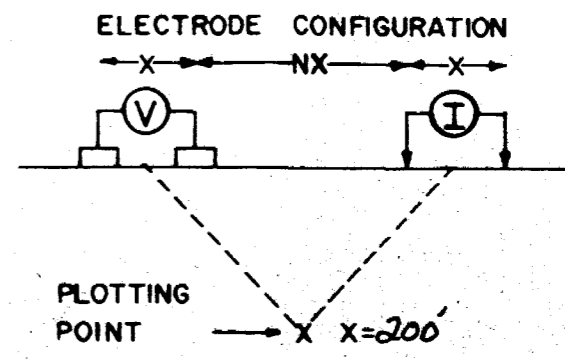 ELECTRODE CONFIGURATION
X NX X
V I
PLOTTING
POINT X X=200'